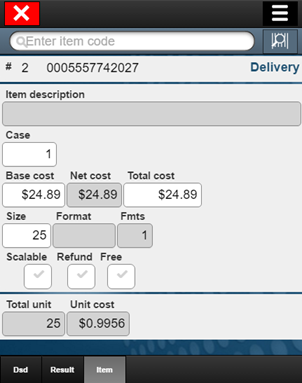 Enter item code
# 2 0005557742027 Delivery
Item description
Case
1
Base cost Net cost Total cost
$24.89 $24.89 $24.89
Size Format Fmts
25 1
Scalable Refund Free
Total unit Unit cost
25 $0.9956
Dsd Result Item